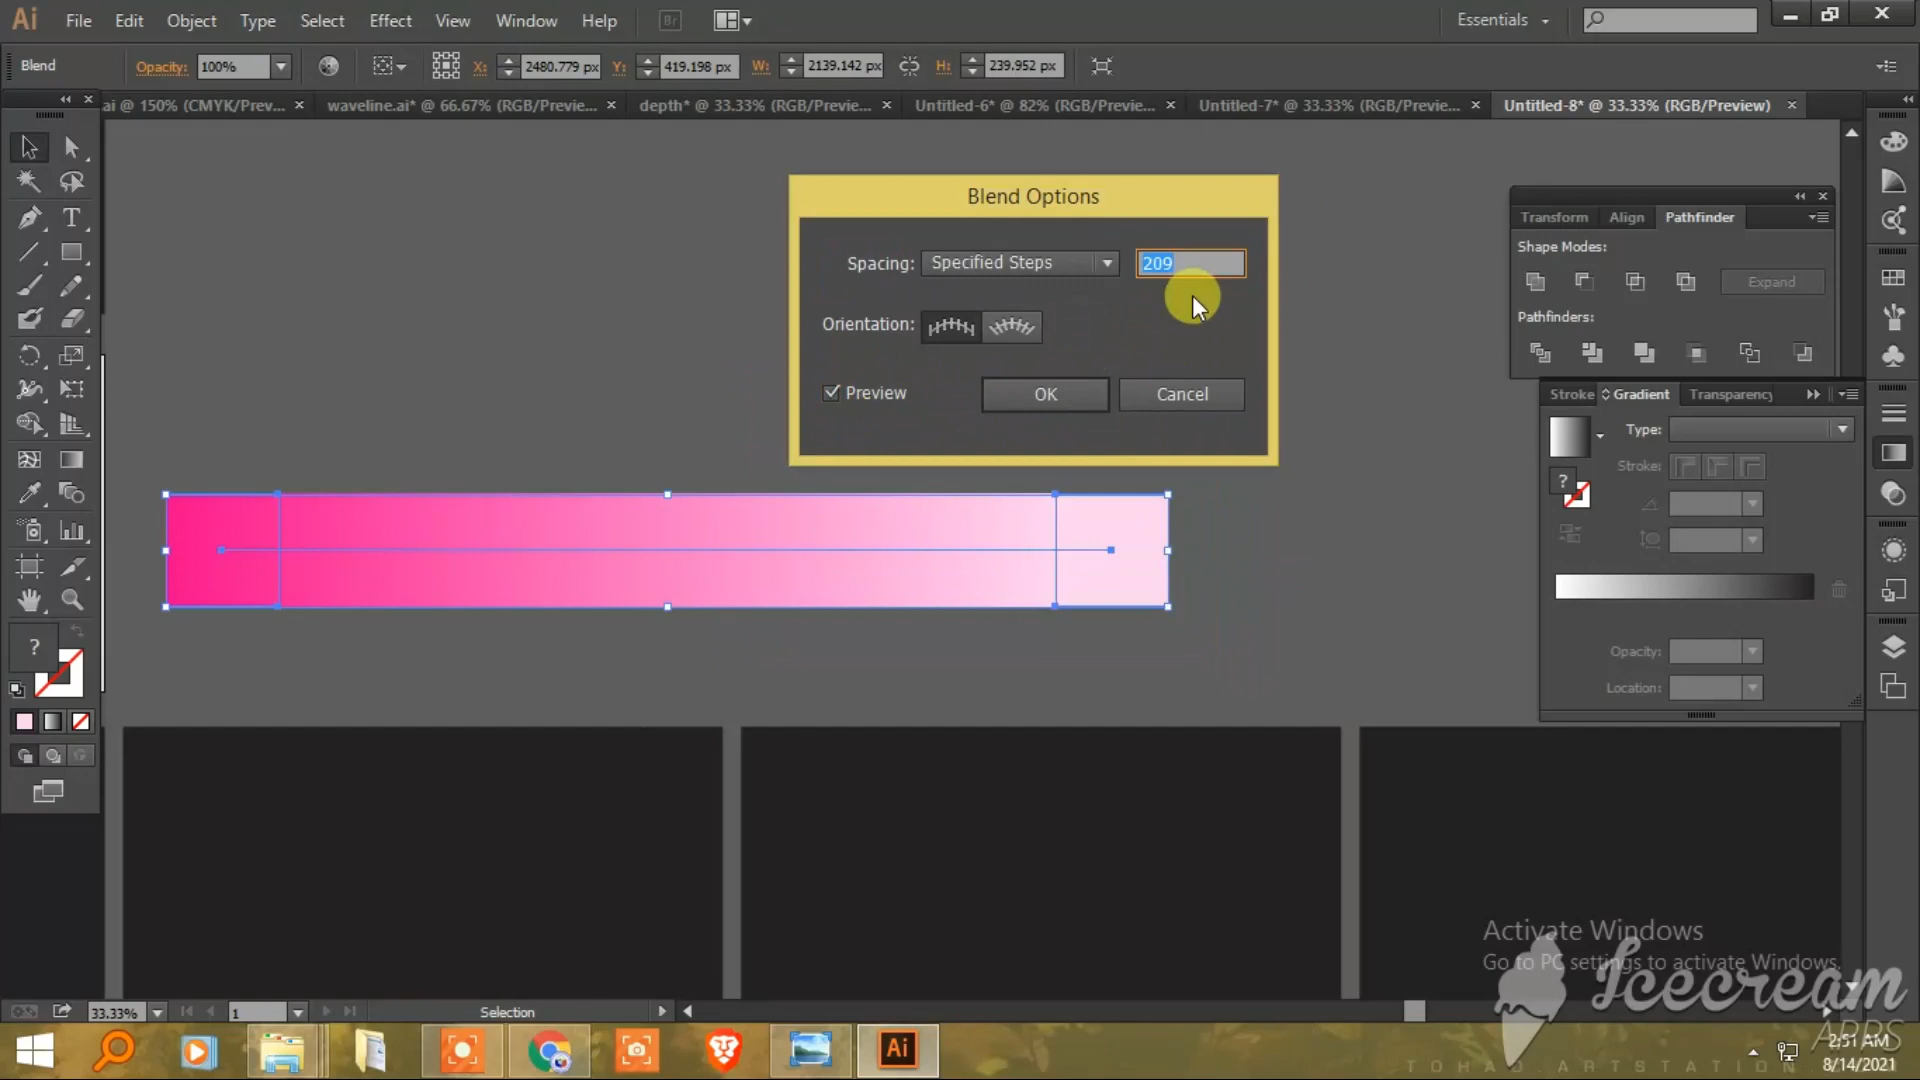 Ai File Edit Object Type Select Effect View Window Help Br Essentials
Blend Opacity: 100% X: 2480.779 px Y: 419.198 px W: 2139.142 px H: 239.952 px
ai @ 150% (CMYK/Prev... × waveline.ai* @ 66.67% (RGB/Previe... × depth* @ 33.33% (RGB/Previe... × Untitled-6* @ 82% (RGB/Previe... × Untitled-7* @ 33.33% (RGB/Previe... × Untitled-8* @ 33.33% (RGB/Preview) ×
Blend Options
Spacing: Specified Steps 209
Orientation:
Preview OK Cancel
Transform Align Pathfinder
Shape Modes:
Expand
Pathfinders:
Stroke Gradient Transparency
Type:
Stroke:
?
Opacity:
Location:
T
?
Activate Windows
Go to PC settings to activate Windows.
Icecream
APPS
33.33% 1 Selection
Ai
2:51 AM
8/14/2021